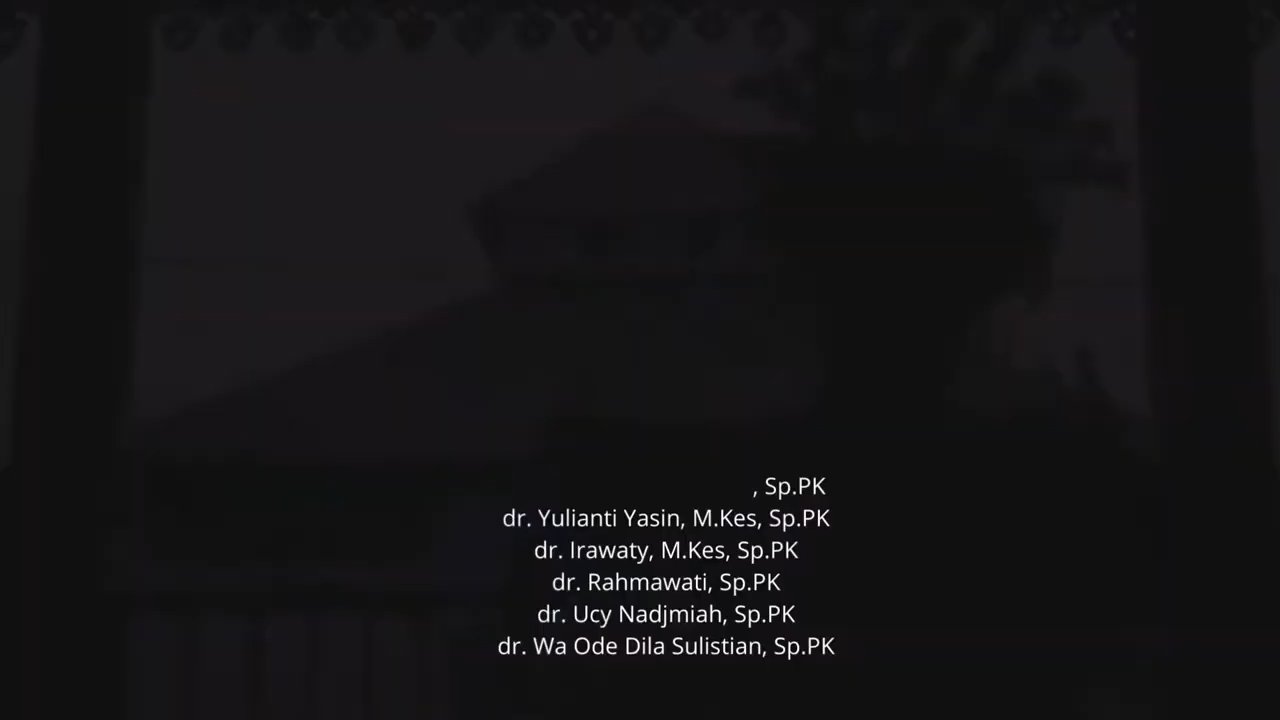 , Sp.PK
dr. Yulianti Yasin, M.Kes, Sp.PK
dr. Irawaty, M.Kes, Sp.PK
dr. Rahmawati, Sp.PK
dr. Ucy Nadjmiah, Sp.PK
dr. Wa Ode Dila Sulistian, Sp.PK